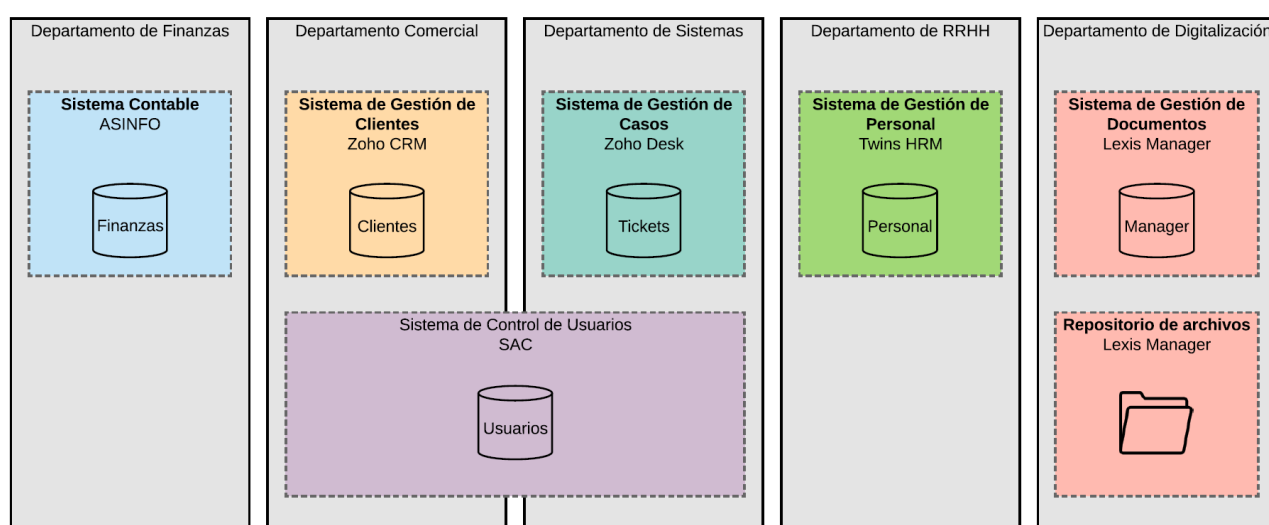 Departamento de Finanzas
Sistema Contable
ASINFO
Finanzas
Departamento Comercial
Sistema de Gestión de
Clientes
Zoho CRM
Clientes
Departamento de Sistemas
Sistema de Gestión de
Casos
Zoho Desk
Tickets
Sistema de Control de Usuarios
SAC
Usuarios
Departamento de RRHH
Sistema de Gestión de
Personal
Twins HRM
Personal
Departamento de Digitalización
Sistema de Gestión de
Documentos
Lexis Manager
Manager
Repositorio de archivos
Lexis Manager